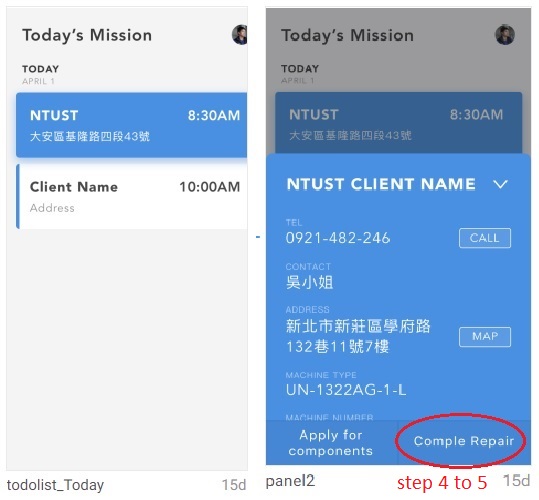 Today's Mission
TODAY
APRIL 1
NTUST 8:30AM
大安區基隆路四段43號
Client Name 10:00AM
Address
todolist_Today 15d
Today's Mission
TODAY
APRIL 1
NTUST 8:30AM
大安區基隆路四段43號
NTUST CLIENT NAME
TEL
0921-482-246 CALL
CONTACT
吳小姐
ADDRESS
新北市新莊區學府路
132巷11號7樓 MAP
MACHINE TYPE
UN-1322AG-1-L
MACHINE NUMBER
Apply for
components
Comple Repair
panel2 step 4 to 5 15d